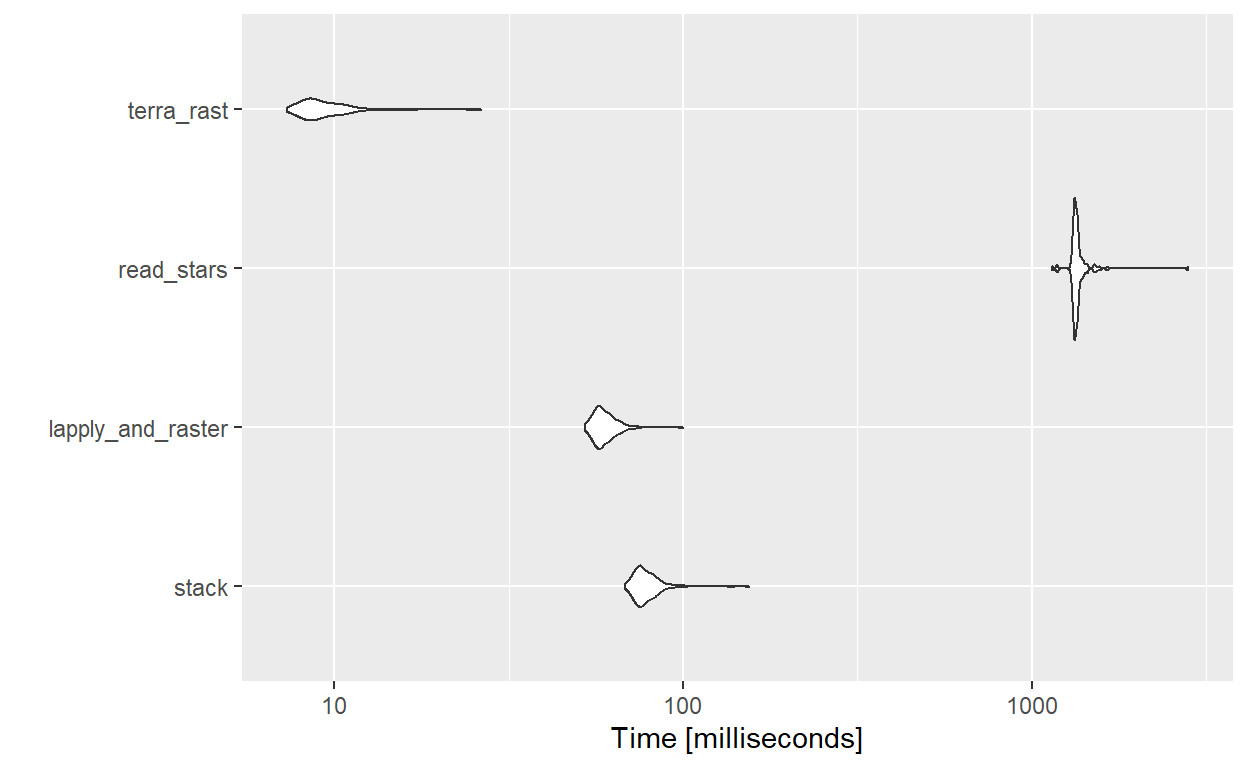 terra_rast
read_stars
lapply_and_raster
stack
10 100 1000
Time [milliseconds]